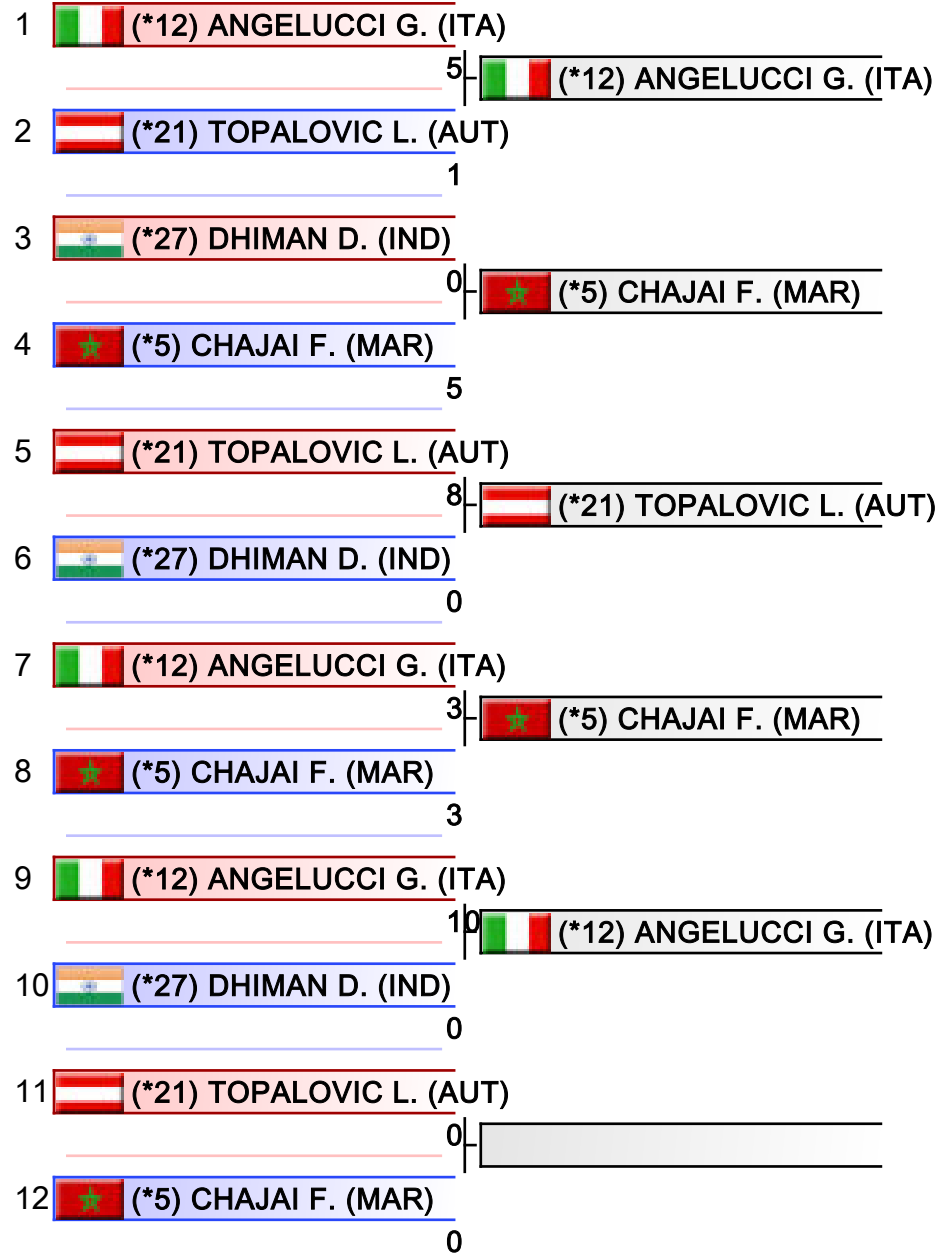 1 (*12) ANGELUCCI G. (ITA)
5 (*12) ANGELUCCI G. (ITA)
2 (*21) TOPALOVIC L. (AUT)
1
3 (*27) DHIMAN D. (IND)
0 (*5) CHAJAI F. (MAR)
4 (*5) CHAJAI F. (MAR)
5
5 (*21) TOPALOVIC L. (AUT)
8 (*21) TOPALOVIC L. (AUT)
6 (*27) DHIMAN D. (IND)
0
7 (*12) ANGELUCCI G. (ITA)
3 (*5) CHAJAI F. (MAR)
8 (*5) CHAJAI F. (MAR)
3
9 (*12) ANGELUCCI G. (ITA)
10 (*12) ANGELUCCI G. (ITA)
10 (*27) DHIMAN D. (IND)
0
11 (*21) TOPALOVIC L. (AUT)
0
12 (*5) CHAJAI F. (MAR)
0